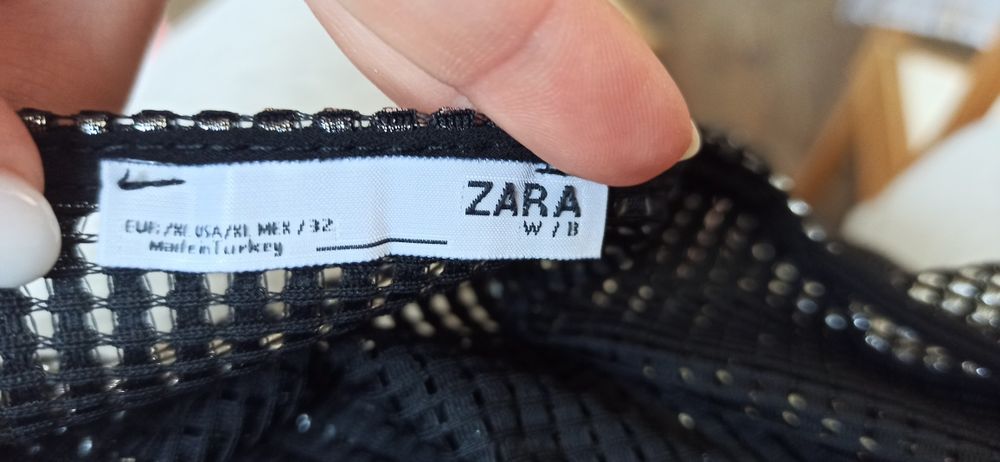 ZARA
W / B
EUR/XL USA/XL MEX /32
Made in Turkey